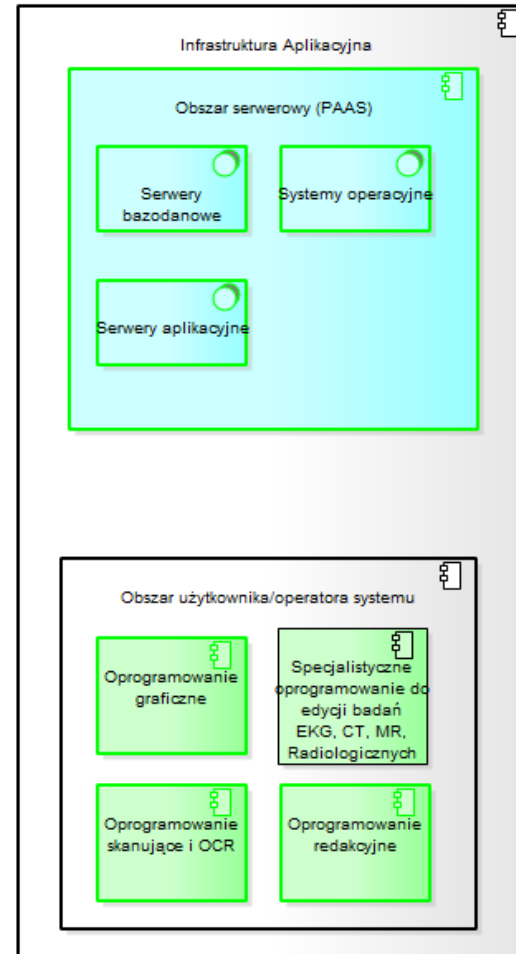 Infrastruktura Aplikacyjna
Obszar serwerowy (PAAS)
Serwery
bazodanowe
Systemy operacyjne
Serwery aplikacyjne
Obszar użytkownika/operatora systemu
Oprogramowanie
graficzne
Specjalistyczne
oprogramowanie do
edycji badań
EKG, CT, MR,
Radiologicznych
Oprogramowanie
skanujące i OCR
Oprogramowanie
redakcyjne